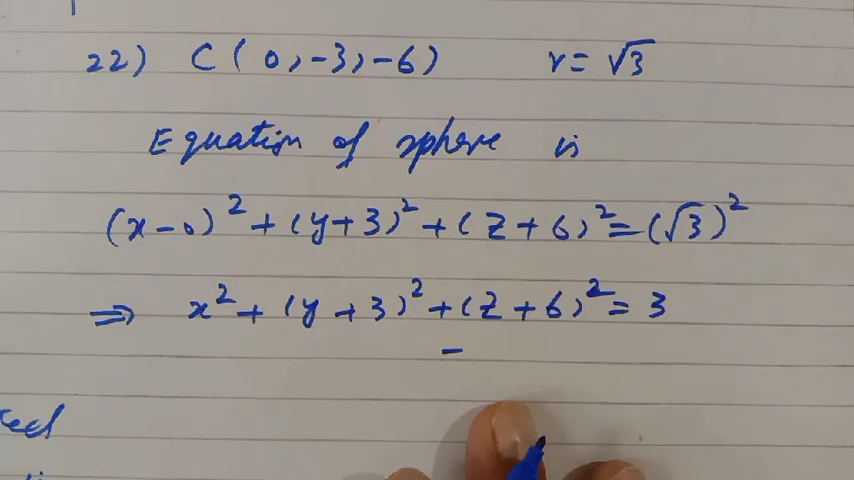 22) C(0,-3,-6) r=√3
Equation of sphere is
(x-0)²+(y+3)²+(z+6)²=(√3)²
⇒ x²+(y+3)²+(z+6)²=3